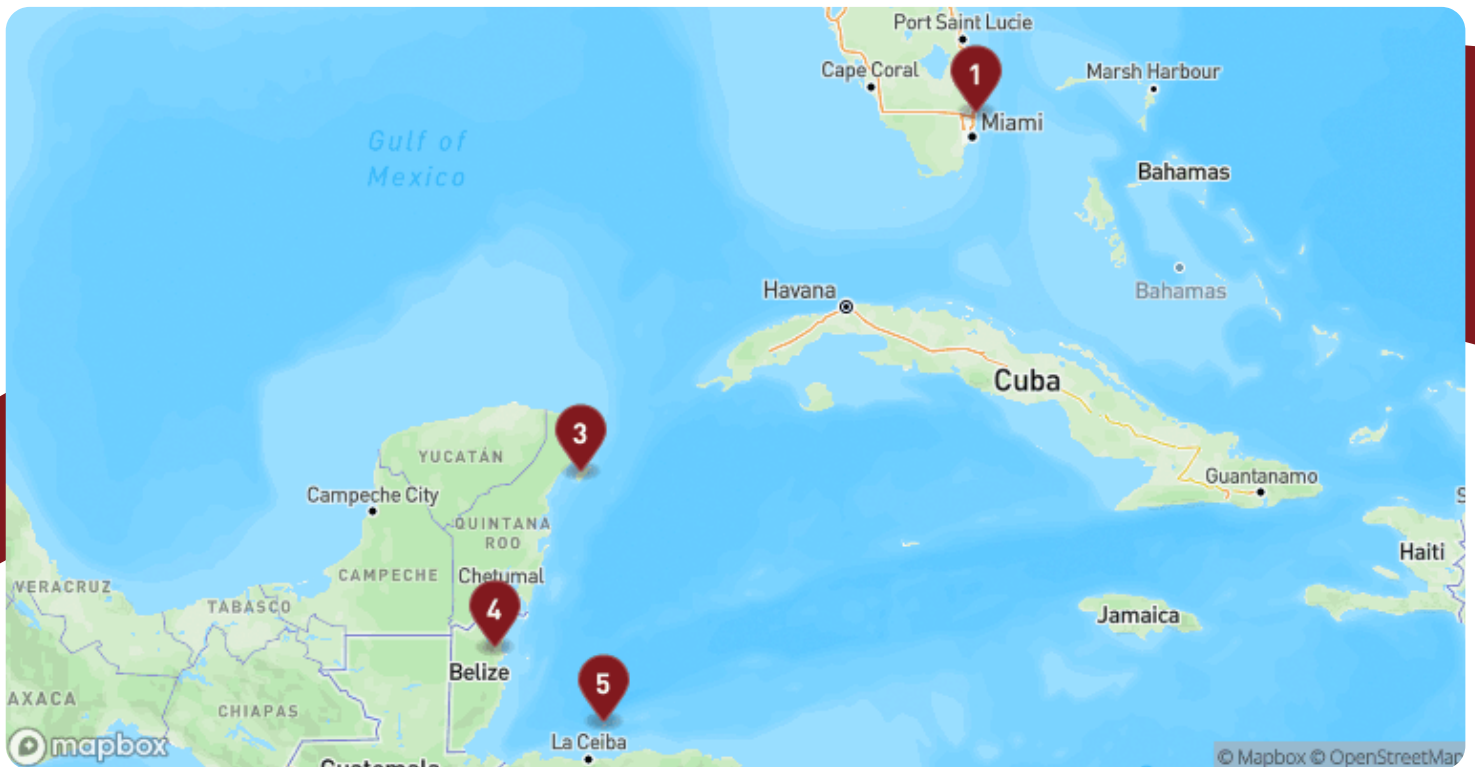 Port Saint Lucie
Cape Coral
1
Marsh Harbour
Miami
Gulf of
Mexico
Bahamas
Havana
Bahamas
Cuba
3
YUCATÁN
Campeche City
Guantanamo
QUINTANA
ROO
Haiti
CAMPECHE
Chetumal
VERACRUZ
TABASCO
4
Jamaica
Belize
5
AXACA
CHIAPAS
La Ceiba
mapbox
© Mapbox © OpenStreetMap